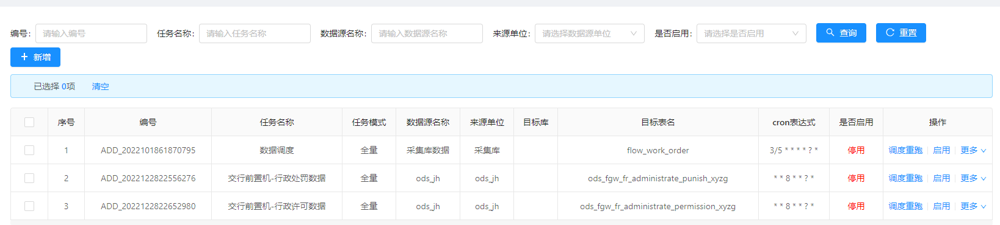 编号: 请输入编号 任务名称: 请输入任务名称 数据源名称: 请输入数据源名称 来源单位: 请选择数据源单位 是否启用: 请选择是否启用 查询 重置
新增
已选择 0项 清空
序号 编号 任务名称 任务模式 数据源名称 来源单位 目标库 目标表名 cron表达式 是否启用 操作
1 ADD_2022101861870795 数据调度 全量 采集库数据 采集库 flow_work_order 3/5 * * * * ? * 停用 调度重跑 启用 更多
2 ADD_2022122822556276 交行前置机-行政处罚数据 全量 ods_jh ods_jh ods_fgw_fr_administrate_punish_xyzg * * 8 * * ? * 停用 调度重跑 启用 更多
3 ADD_2022122822652980 交行前置机-行政许可数据 全量 ods_jh ods_jh ods_fgw_fr_administrate_permission_xyzg * * 8 * * ? * 停用 调度重跑 启用 更多